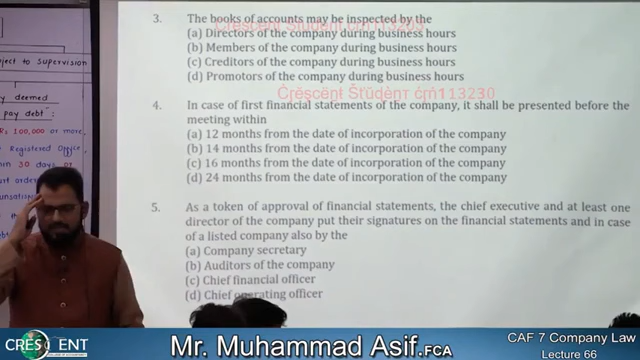 ject to Supervision
y deemed
pay debt":
Rs 100,000 or more,
Registered Office,
30 days or
3. The books of accounts may be inspected by the
(a) Directors of the company during business hours
(b) Members of the company during business hours
(c) Creditors of the company during business hours
(d) Promotors of the company during business hours
Crėsċėŋt Štŭdėnт ćɱ́113230
4. In case of first financial statements of the company, it shall be presented before the
meeting within
(a) 12 months from the date of incorporation of the company
(b) 14 months from the date of incorporation of the company
(c) 16 months from the date of incorporation of the company
(d) 24 months from the date of incorporation of the company
5. As a token of approval of financial statements, the chief executive and at least one
director of the company put their signatures on the financial statements and in case
of a listed company also by the
(a) Company secretary
(b) Auditors of the company
(c) Chief financial officer
(d) Chief operating officer
CRESCENT
Mr. Muhammad Asif.FCA
CAF 7 Company Law
Lecture 66